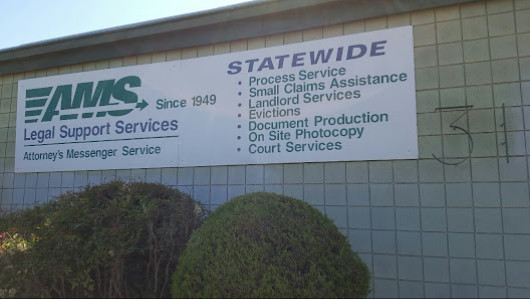 AMS
Since 1949
Legal Support Services
Attorney's Messenger Service
STATEWIDE
• Process Service
• Small Claims Assistance
• Landlord Services
• Evictions
• Document Production
• On Site Photocopy
• Court Services
31